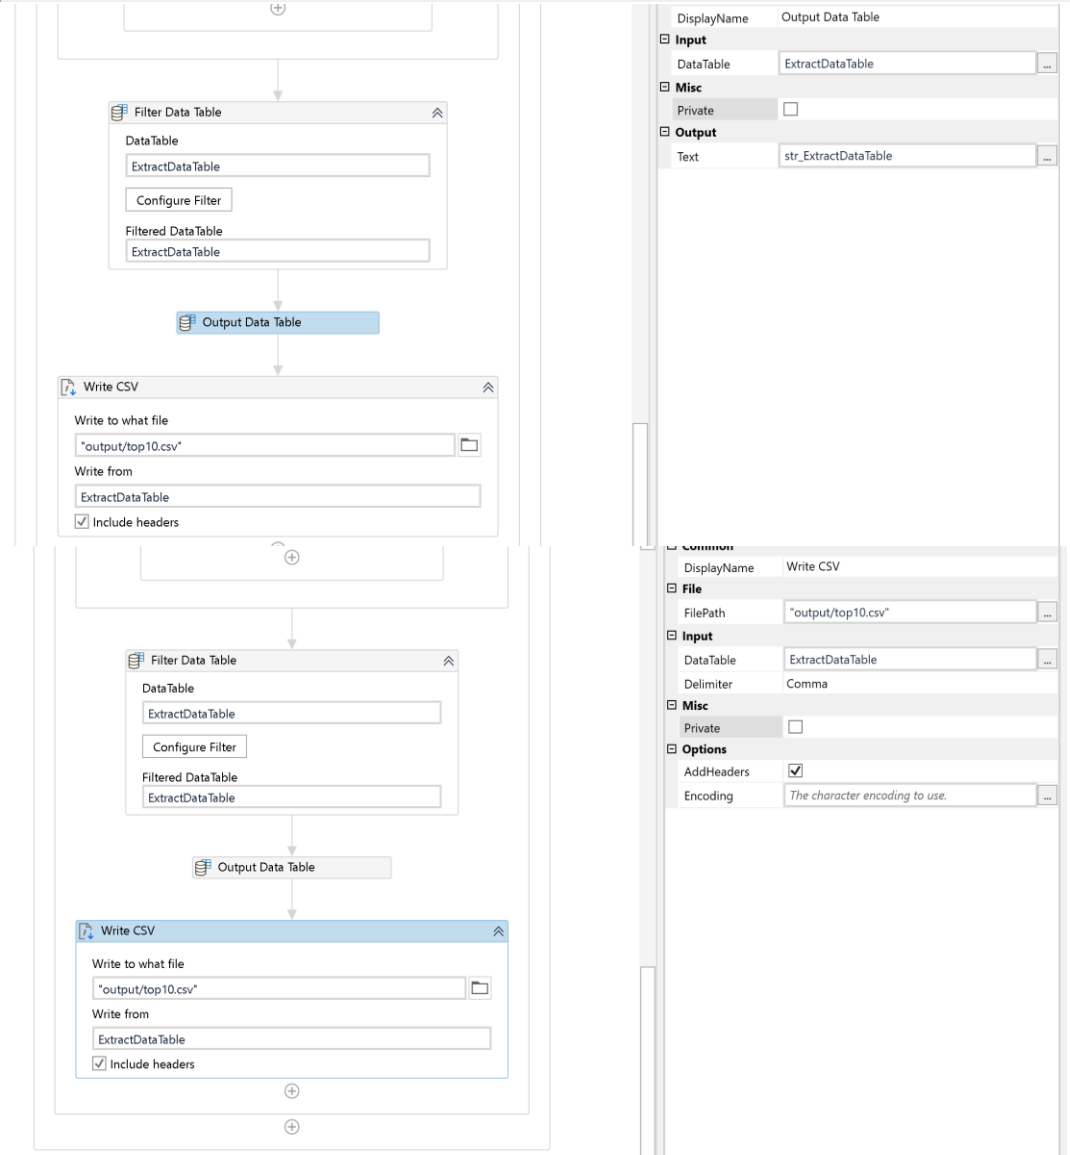 DisplayName Output Data Table
Input
DataTable ExtractDataTable ...
Misc
Private
Output
Text str_ExtractDataTable ...
Filter Data Table
DataTable
ExtractDataTable
Configure Filter
Filtered DataTable
ExtractDataTable
Output Data Table
Write CSV
Write to what file
"output/top10.csv"
Write from
ExtractDataTable
Include headers
Common
DisplayName Write CSV
File
FilePath "output/top10.csv" ...
Input
DataTable ExtractDataTable ...
Delimiter Comma
Misc
Private
Options
AddHeaders
Encoding The character encoding to use. ...
Filter Data Table
DataTable
ExtractDataTable
Configure Filter
Filtered DataTable
ExtractDataTable
Output Data Table
Write CSV
Write to what file
"output/top10.csv"
Write from
ExtractDataTable
Include headers